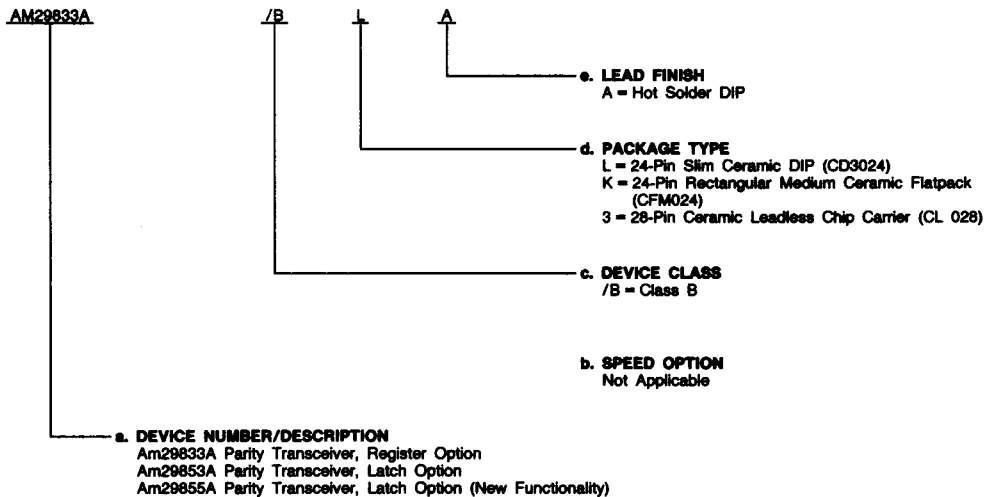 AM29833A /B L A
e. LEAD FINISH
A = Hot Solder DIP
d. PACKAGE TYPE
L = 24-Pin Slim Ceramic DIP (CD3024)
K = 24-Pin Rectangular Medium Ceramic Flatpack
(CFM024)
3 = 28-Pin Ceramic Leadless Chip Carrier (CL 028)
c. DEVICE CLASS
/B = Class B
b. SPEED OPTION
Not Applicable
a. DEVICE NUMBER/DESCRIPTION
Am29833A Parity Transceiver, Register Option
Am29853A Parity Transceiver, Latch Option
Am29855A Parity Transceiver, Latch Option (New Functionality)